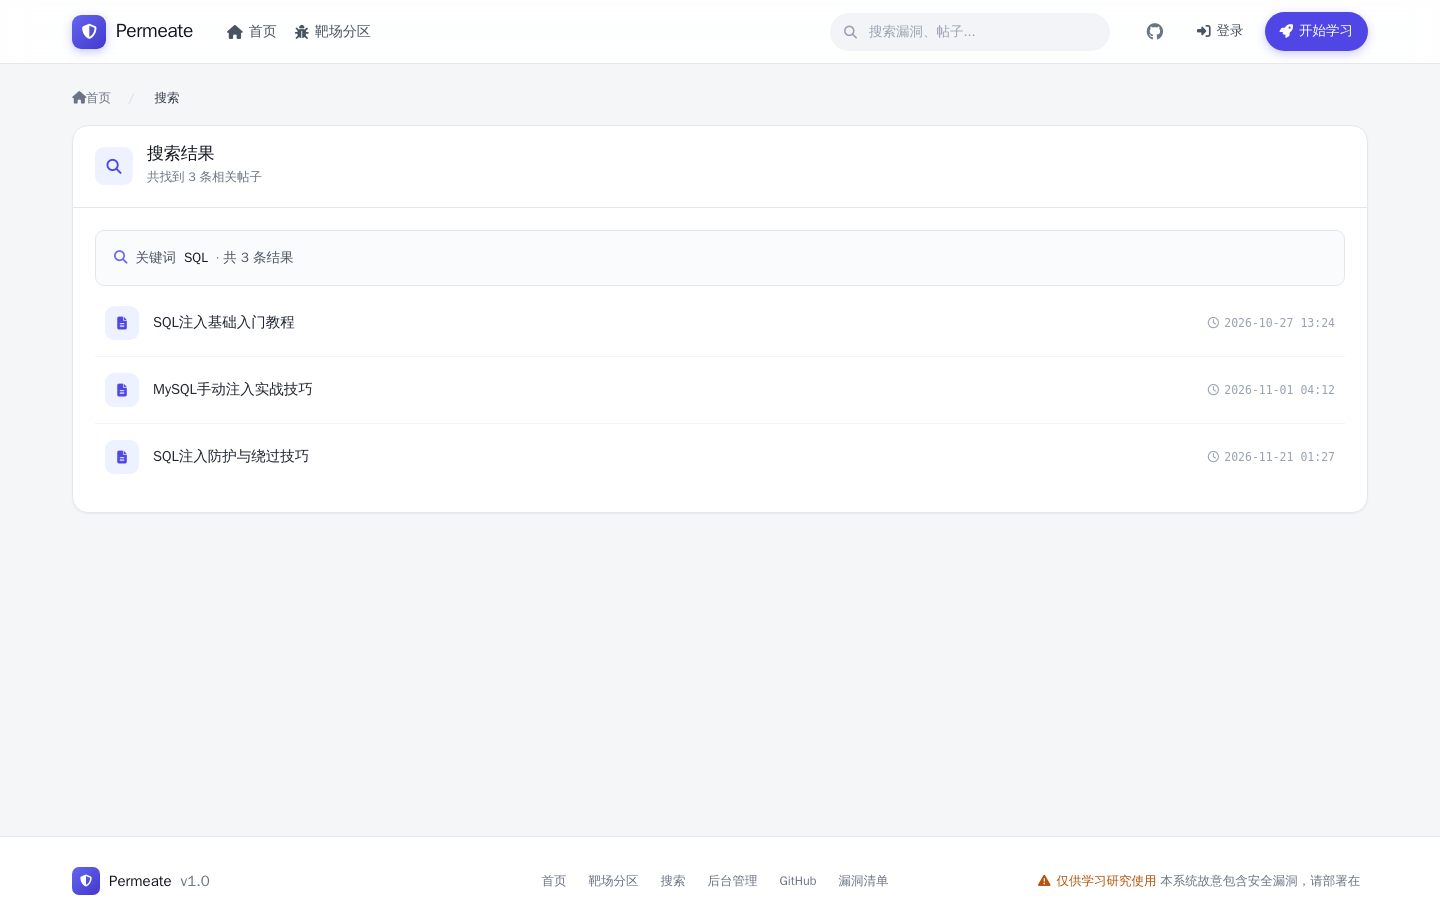 Permeate 首页 靶场分区 搜索漏洞、帖子... 登录 开始学习
首页 / 搜索
搜索结果
共找到 3 条相关帖子
关键词 SQL · 共 3 条结果
SQL注入基础入门教程 2026-10-27 13:24
MySQL手动注入实战技巧 2026-11-01 04:12
SQL注入防护与绕过技巧 2026-11-21 01:27
Permeate v1.0 首页 靶场分区 搜索 后台管理 GitHub 漏洞清单 仅供学习研究使用 本系统故意包含安全漏洞，请部署在